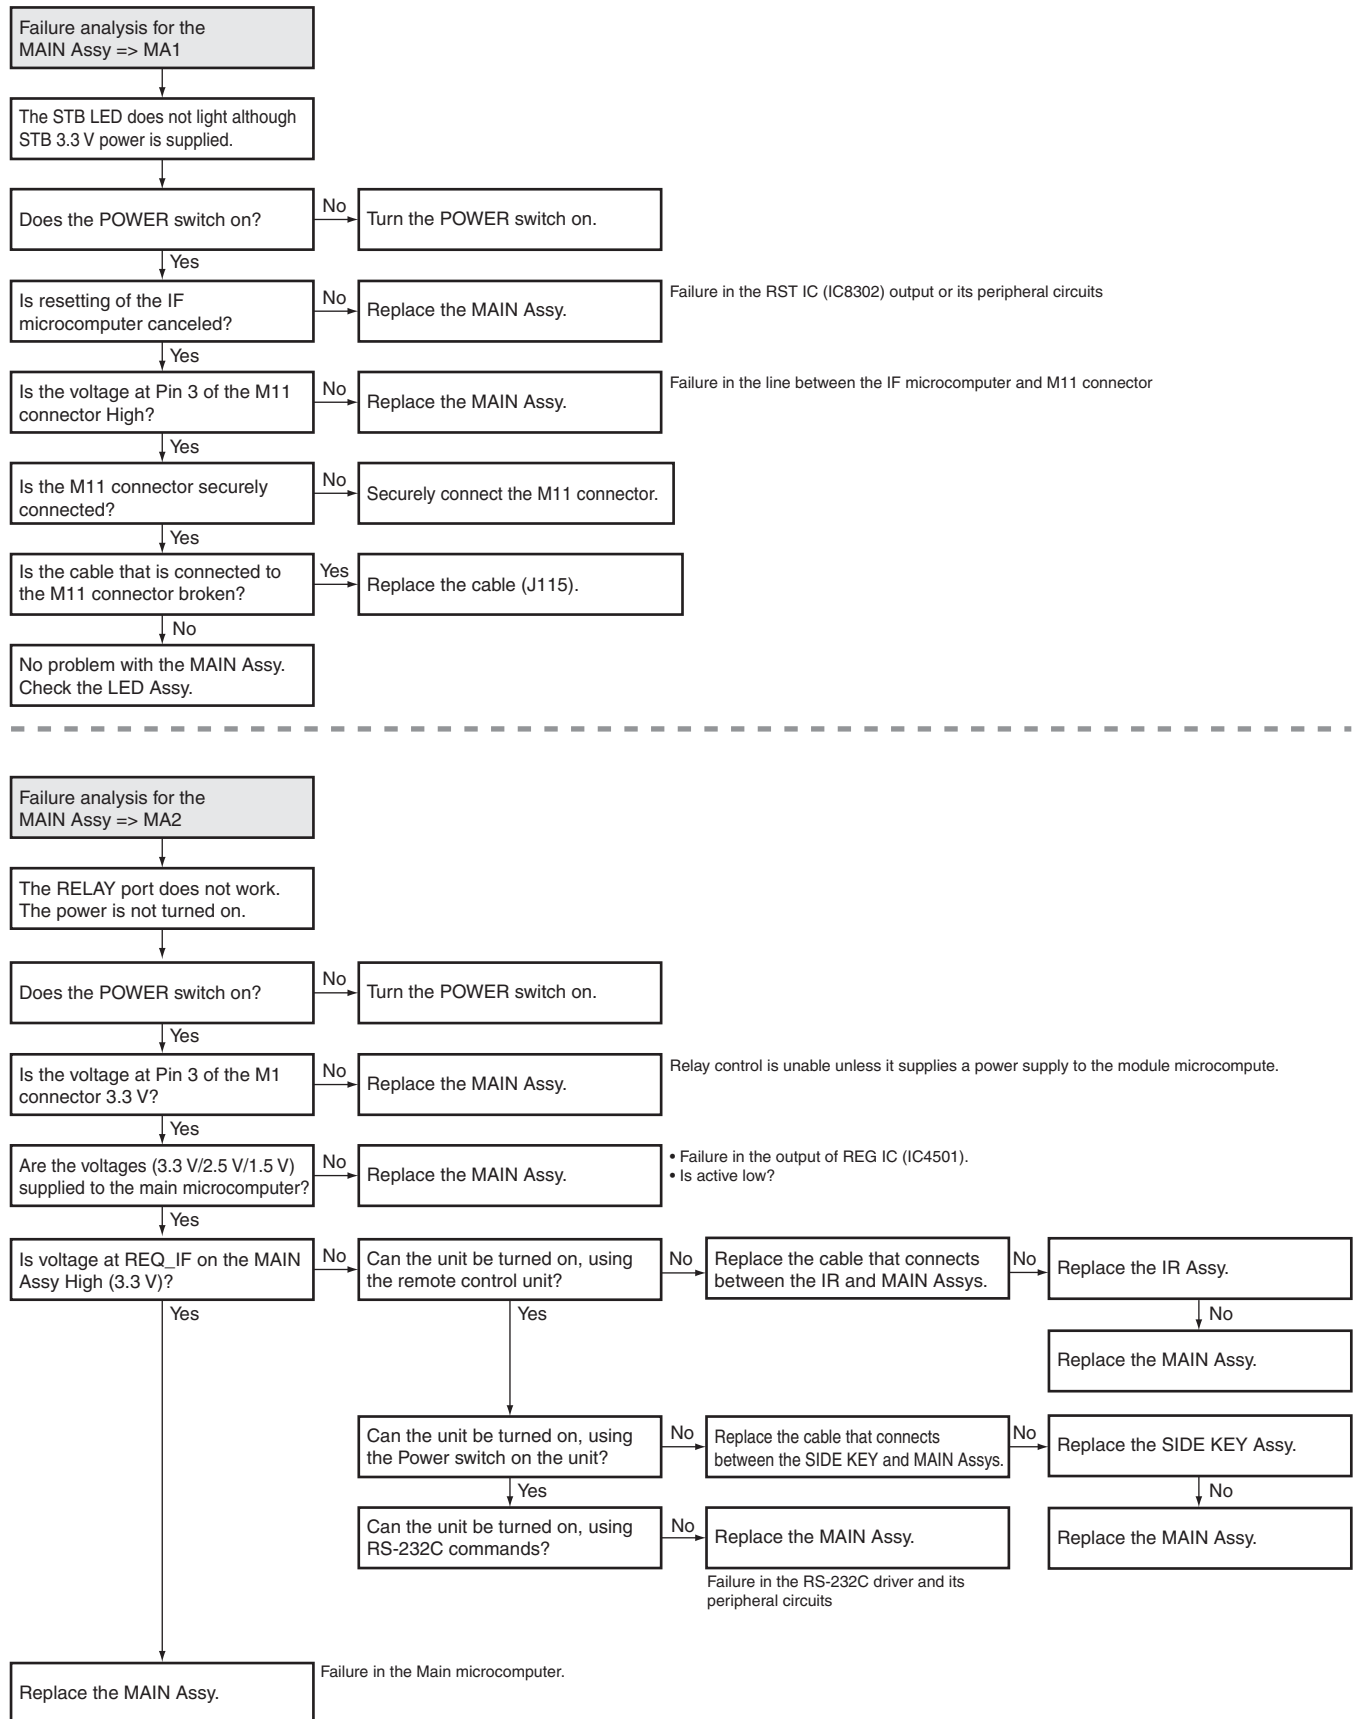 Failure analysis for the
MAIN Assy => MA1
The STB LED does not light although
STB 3.3 V power is supplied.
Does the POWER switch on?
No
Turn the POWER switch on.
Yes
Is resetting of the IF
microcomputer canceled?
No
Replace the MAIN Assy.
Failure in the RST IC (IC8302) output or its peripheral circuits
Yes
Is the voltage at Pin 3 of the M11
connector High?
No
Replace the MAIN Assy.
Failure in the line between the IF microcomputer and M11 connector
Yes
Is the M11 connector securely
connected?
No
Securely connect the M11 connector.
Yes
Is the cable that is connected to
the M11 connector broken?
Yes
Replace the cable (J115).
No
No problem with the MAIN Assy.
Check the LED Assy.
Failure analysis for the
MAIN Assy => MA2
The RELAY port does not work.
The power is not turned on.
Does the POWER switch on?
No
Turn the POWER switch on.
Yes
Is the voltage at Pin 3 of the M1
connector 3.3 V?
No
Replace the MAIN Assy.
Relay control is unable unless it supplies a power supply to the module microcompute.
Yes
Are the voltages (3.3 V/2.5 V/1.5 V)
supplied to the main microcomputer?
No
Replace the MAIN Assy.
• Failure in the output of REG IC (IC4501).
• Is active low?
Yes
Is voltage at REQ_IF on the MAIN
Assy High (3.3 V)?
No
Can the unit be turned on, using
the remote control unit?
No
Replace the cable that connects
between the IR and MAIN Assys.
No
Replace the IR Assy.
Yes
Yes
No
Replace the MAIN Assy.
Can the unit be turned on, using
the Power switch on the unit?
No
Replace the cable that connects
between the SIDE KEY and MAIN Assys.
No
Replace the SIDE KEY Assy.
Yes
No
Can the unit be turned on, using
RS-232C commands?
No
Replace the MAIN Assy.
Replace the MAIN Assy.
Failure in the RS-232C driver and its
peripheral circuits
Replace the MAIN Assy.
Failure in the Main microcomputer.